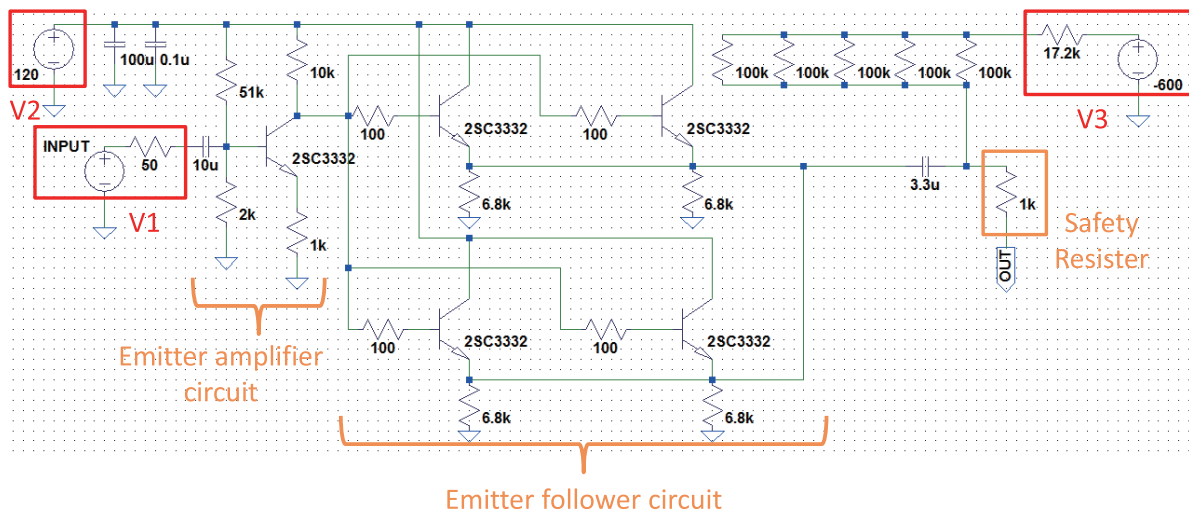 120
V2
100u
0.1u
51k
10k
100
2SC3332
100
2SC3332
100k
100k
100k
100k
100k
17.2k
-600
V3
INPUT
50
10u
2SC3332
V1
2k
1k
6.8k
6.8k
3.3u
1k
OUT
Safety
Resister
100
2SC3332
100
2SC3332
6.8k
6.8k
Emitter amplifier
circuit
Emitter follower circuit